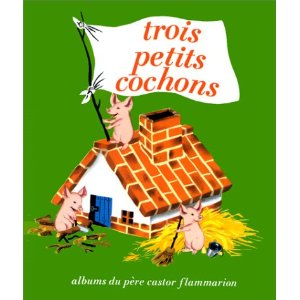 trois
petits
cochons
albums du père castor flammarion